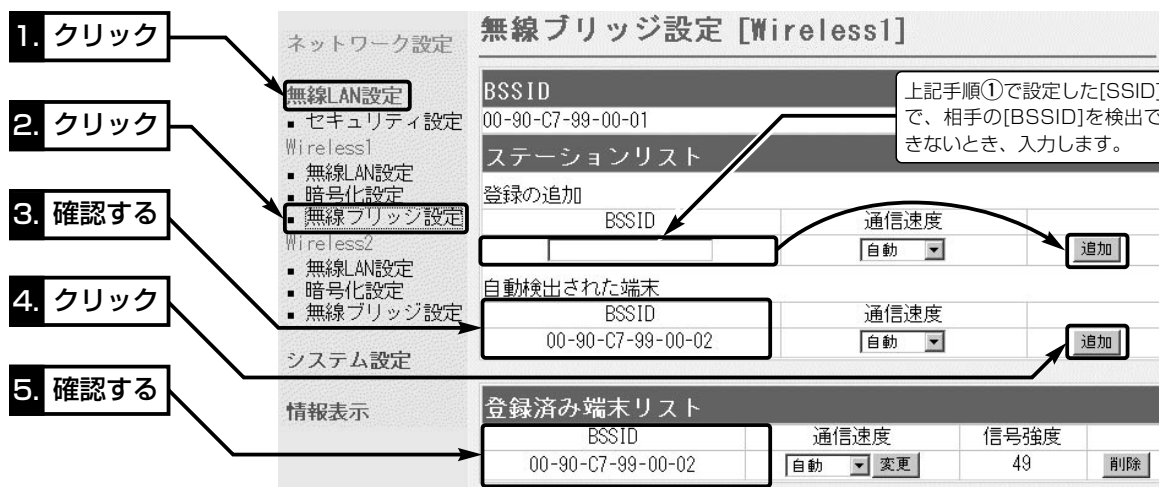 1. クリック
2. クリック
3. 確認する
4. クリック
5. 確認する
ネットワーク設定
無線LAN設定
■ セキュリティ設定
Wireless1
■ 無線LAN設定
■ 暗号化設定
■ 無線ブリッジ設定
Wireless2
■ 無線LAN設定
■ 暗号化設定
■ 無線ブリッジ設定
システム設定
情報表示
無線ブリッジ設定 [Wireless1]
BSSID
00-90-C7-99-00-01
上記手順①で設定した[SSID]
で、相手の[BSSID]を検出で
きないとき、入力します。
ステーションリスト
登録の追加
BSSID 通信速度
自動 追加
自動検出された端末
BSSID 通信速度
00-90-C7-99-00-02 自動 追加
登録済み端末リスト
BSSID 通信速度 信号強度
00-90-C7-99-00-02 自動 変更 49 削除